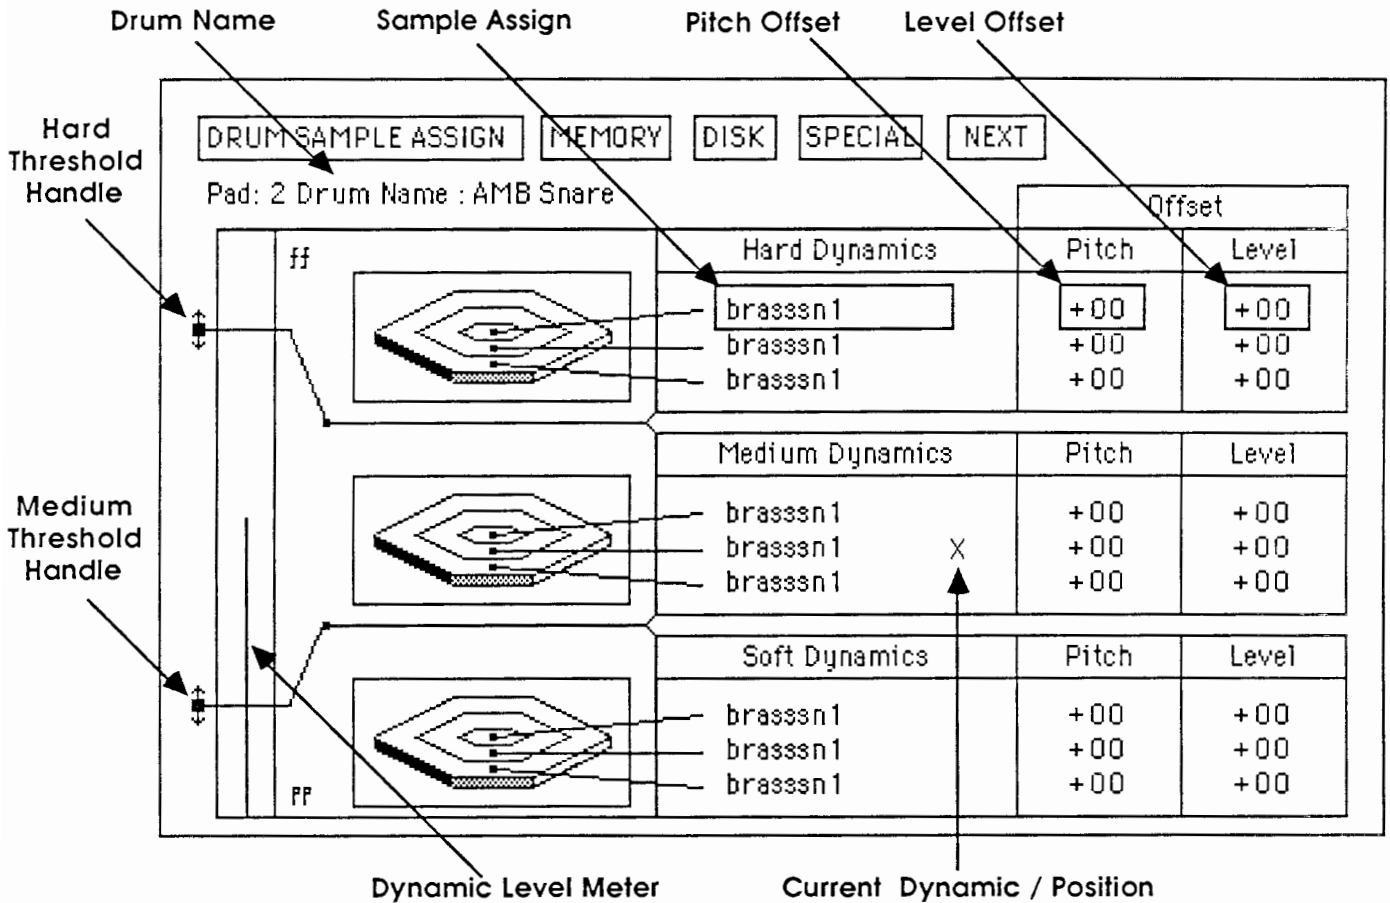 Drum Name Sample Assign Pitch Offset Level Offset
Hard
Threshold
Handle
DRUM SAMPLE ASSIGN MEMORY DISK SPECIAL NEXT
Pad: 2 Drum Name : AMB Snare
Offset
ff
Hard Dynamics Pitch Level
brasssn1 +00 +00
brasssn1 +00 +00
brasssn1 +00 +00
Medium
Threshold
Handle
Medium Dynamics Pitch Level
brasssn1 +00 +00
brasssn1 X +00 +00
brasssn1 +00 +00
Soft Dynamics Pitch Level
brasssn1 +00 +00
brasssn1 +00 +00
brasssn1 +00 +00
pp
Dynamic Level Meter Current Dynamic / Position